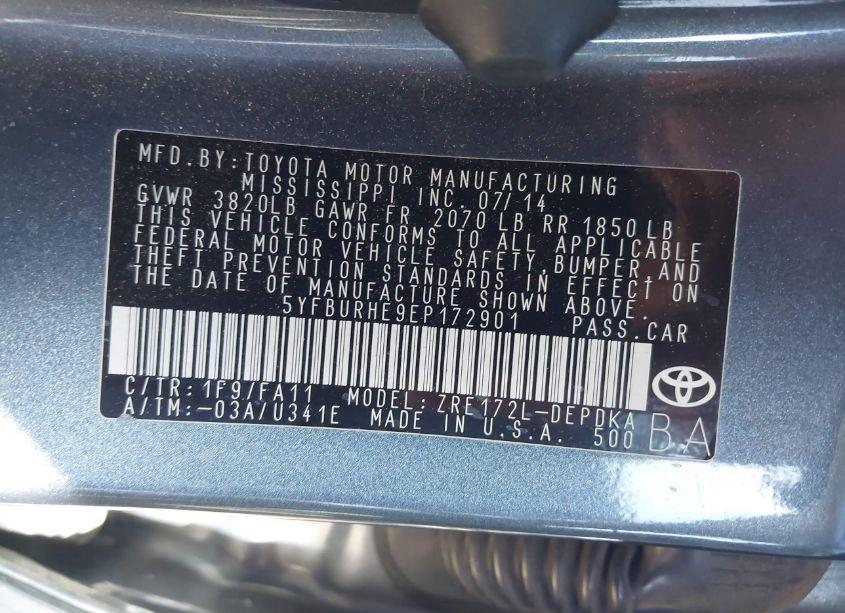 MFD.BY:TOYOTA MOTOR MANUFACTURING
MISSISSIPPI INC. 07/14
GVWR 3820LB GAWR FR 2070 LB RR 1850 LB
THIS VEHICLE CONFORMS TO ALL APPLICABLE
FEDERAL MOTOR VEHICLE SAFETY,BUMPER,AND
THEFT PREVENTION STANDARDS IN EFFECT ON
THE DATE OF MANUFACTURE SHOWN ABOVE.
5YFBURHE9EP172901 PASS.CAR
C/TR:1F9/FA11 MODEL:ZRE172L-DEPDKA
A/TM:-03A/U341E MADE IN U.S.A. 500
BA